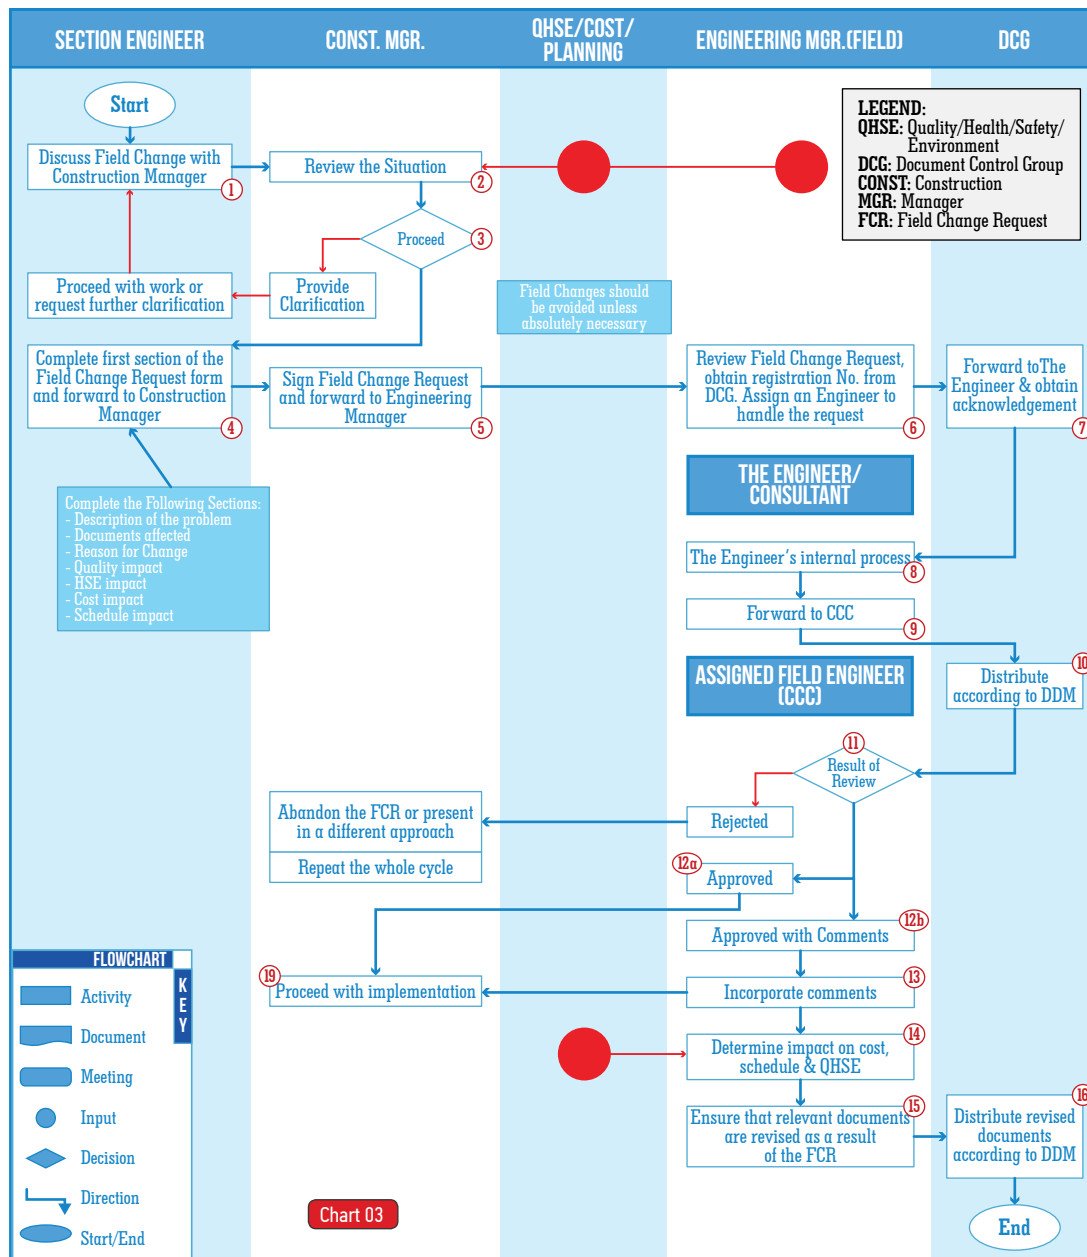 SECTION ENGINEER
CONST. MGR.
QHSE/COST/
PLANNING
ENGINEERING MGR.(FIELD)
DCG
Start
LEGEND:
QHSE: Quality/Health/Safety/
Environment
DCG: Document Control Group
CONST: Construction
MGR: Manager
FCR: Field Change Request
Discuss Field Change with
Construction Manager
1
Review the Situation
2
Proceed
3
Proceed with work or
request further clarification
Provide
Clarification
Field Changes should
be avoided unless
absolutely necessary
Complete first section of the
Field Change Request form
and forward to Construction
Manager
4
Sign Field Change Request
and forward to Engineering
Manager
5
Review Field Change Request,
obtain registration No. from
DCG. Assign an Engineer to
handle the request
6
Forward toThe
Engineer & obtain
acknowledgement
7
THE ENGINEER/
CONSULTANT
Complete the Following Sections:
- Description of the problem
- Documents affected
- Reason for Change
- Quality impact
- HSE impact
- Cost impact
- Schedule impact
The Engineer's internal process
8
Forward to CCC
9
ASSIGNED FIELD ENGINEER
(CCC)
10
Distribute
according to DDM
11
Result of
Review
Abandon the FCR or present
in a different approach
Repeat the whole cycle
Rejected
12a
Approved
12b
Approved with Comments
19
Proceed with implementation
13
Incorporate comments
14
Determine impact on cost,
schedule & QHSE
15
Ensure that relevant documents
are revised as a result
of the FCR
16
Distribute revised
documents
according to DDM
End
FLOWCHART
KEY
Activity
Document
Meeting
Input
Decision
Direction
Start/End
Chart 03